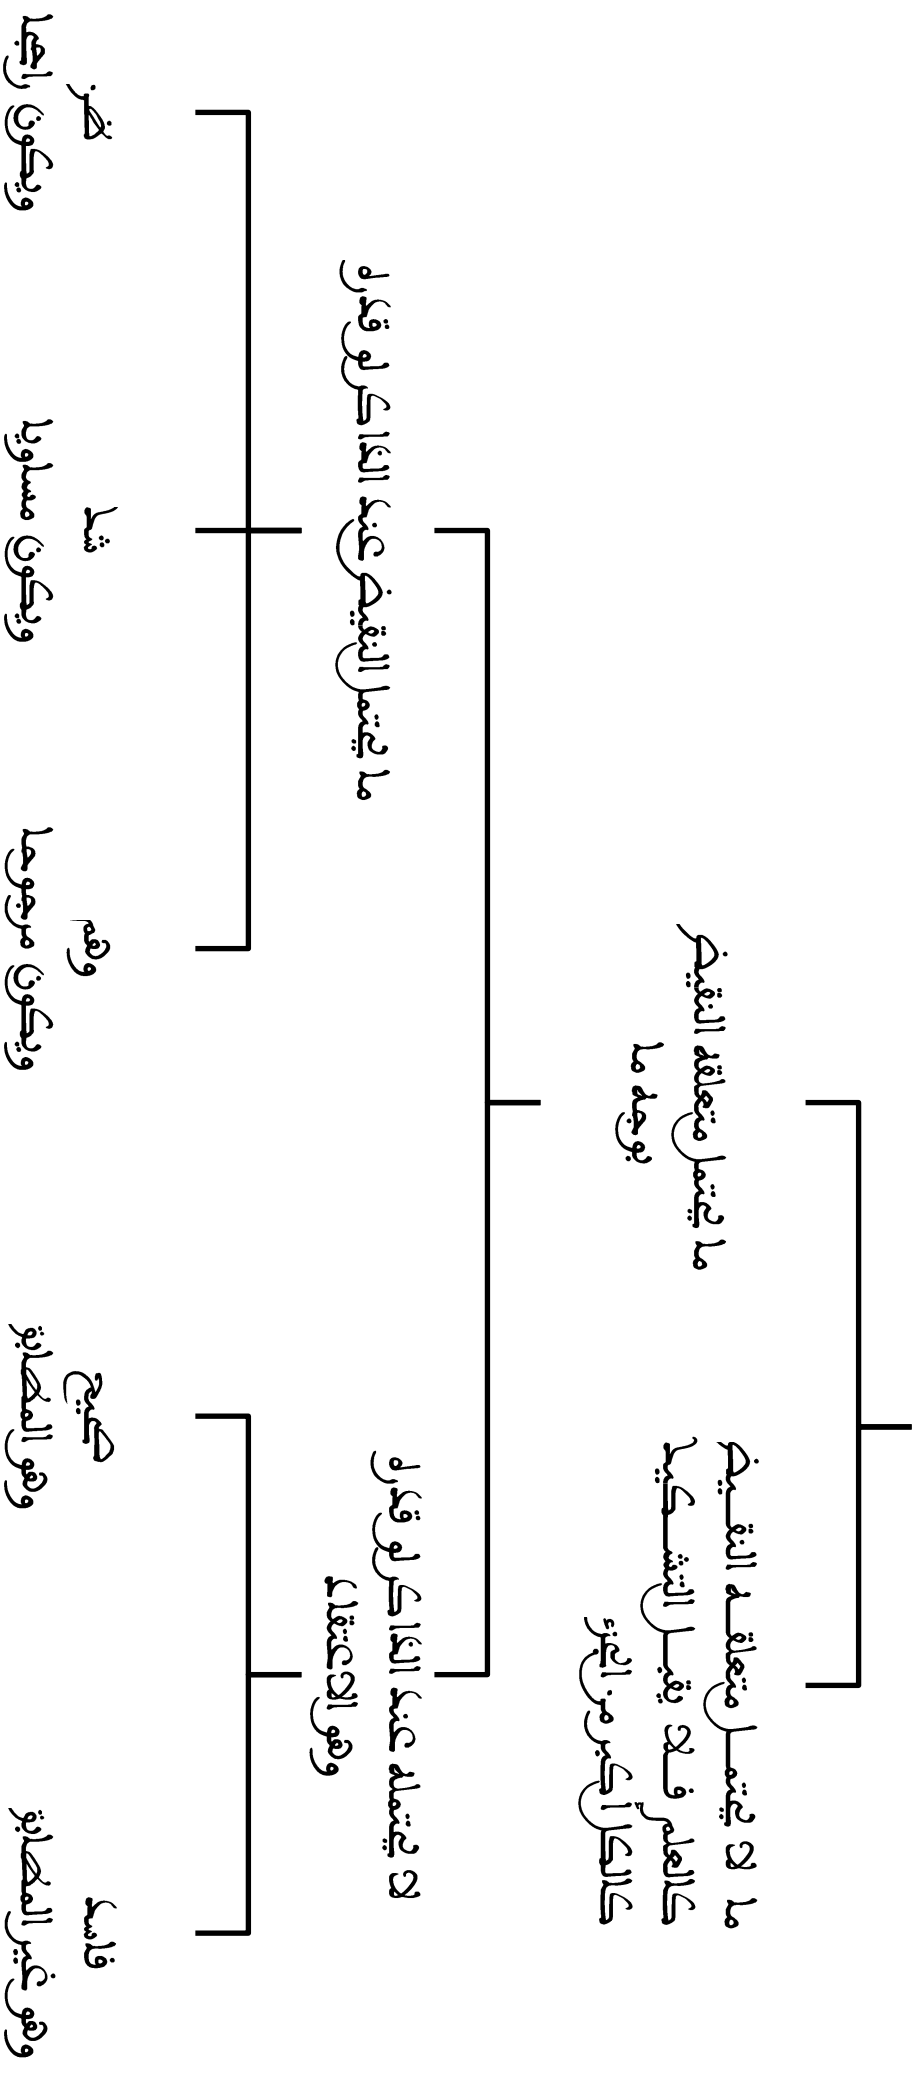 ما لا يحتمل متعلقه النقيض
كالعلم فلا يقبل التشكيك
كالكل أكبر من الجزء
ما يحتمل متعلقه النقيض
بوجه ما
لا يحتمله عند الذاكر لو قدره
وهو الاعتقاد
ما يحتمل النقيض عند الذاكر لو قدره
فاسد
وهو غير المطابق
صحيح
وهو المطابق
وهم
ويكون مرجوحا
شك
ويكون مساويا
ظن
ويكون راجحا